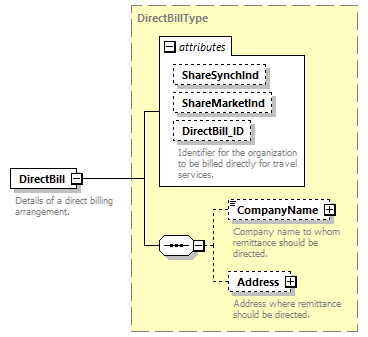 DirectBillType
attributes
ShareSynchInd
ShareMarketInd
DirectBill_ID
Identifier for the organization
to be billed directly for travel
services.
DirectBill
Details of a direct billing
arrangement.
CompanyName
Company name to whom
remittance should be
directed.
Address
Address where remittance
should be directed.